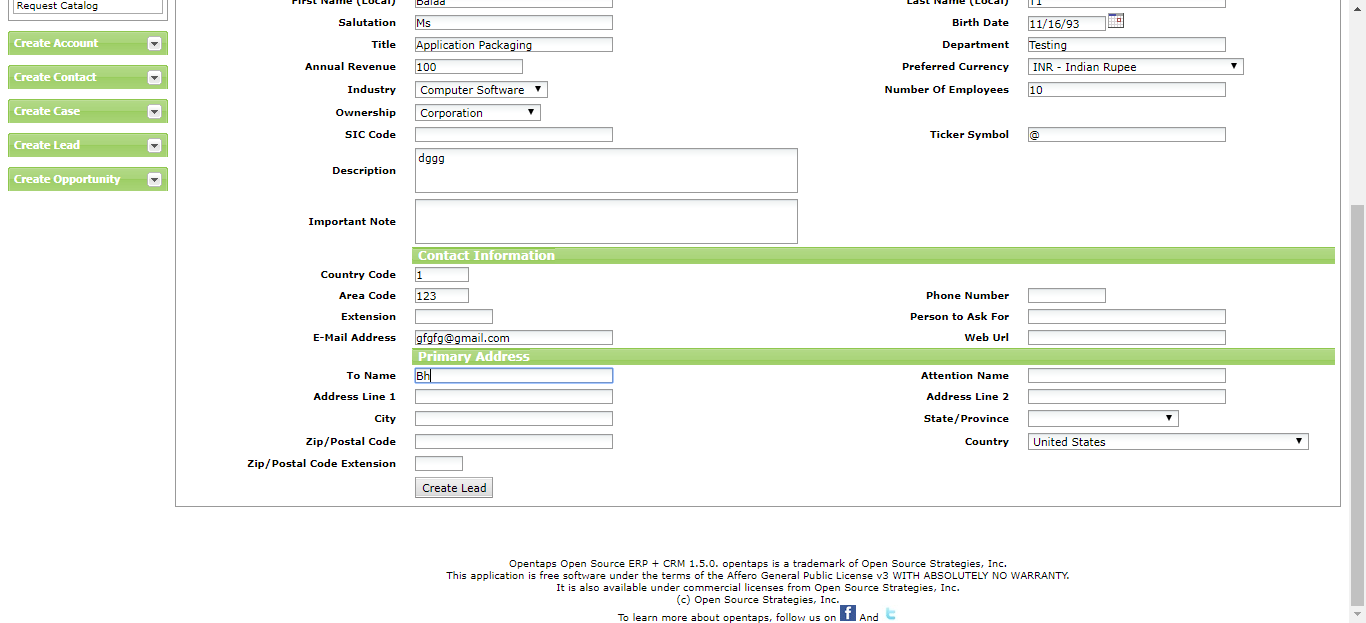 Request Catalog
Create Account
Create Contact
Create Case
Create Lead
Create Opportunity
First Name (Local) Balaa Last Name (Local)
Salutation Ms Birth Date 11/16/93
Title Application Packaging Department Testing
Annual Revenue 100 Preferred Currency INR - Indian Rupee
Industry Computer Software Number Of Employees 10
Ownership Corporation
SIC Code Ticker Symbol @
Description dggg
Important Note
Contact Information
Country Code 1
Area Code 123 Phone Number
Extension Person to Ask For
E-Mail Address gfgfg@gmail.com Web Url
Primary Address
To Name Bh Attention Name
Address Line 1 Address Line 2
City State/Province
Zip/Postal Code Country United States
Zip/Postal Code Extension
Create Lead
Opentaps Open Source ERP + CRM 1.5.0. opentaps is a trademark of Open Source Strategies, Inc.
This application is free software under the terms of the Affero General Public License v3 WITH ABSOLUTELY NO WARRANTY.
It is also available under commercial licenses from Open Source Strategies, Inc.
(c) Open Source Strategies, Inc.
To learn more about opentaps, follow us on f And t